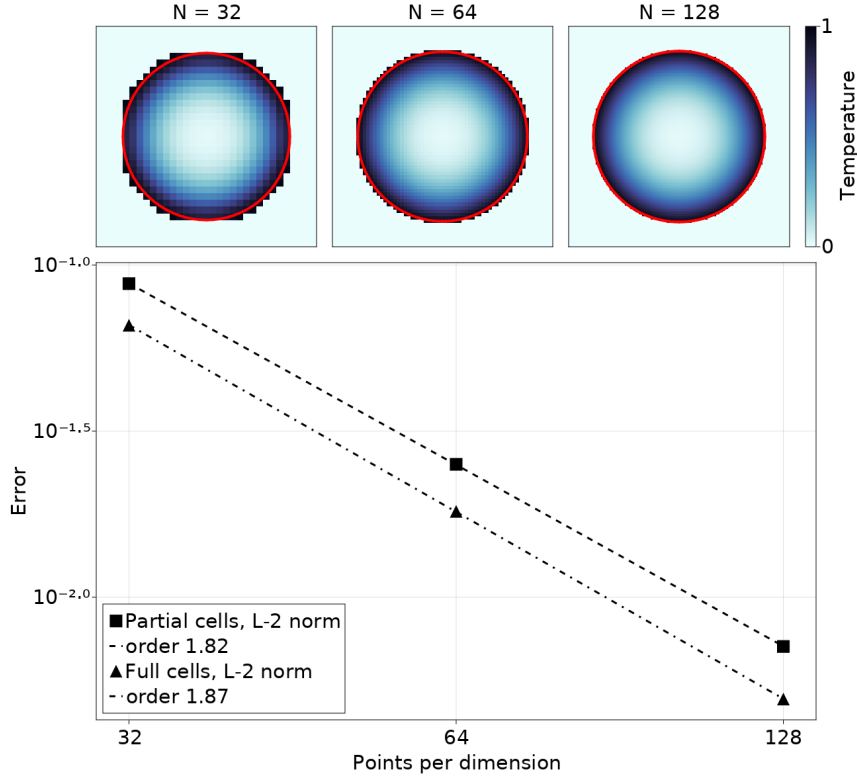 N = 32
N = 64
N = 128
1
0
Temperature
10⁻¹·⁰
10⁻¹·⁵
10⁻²·⁰
Error
Partial cells, L-2 norm
order 1.82
Full cells, L-2 norm
order 1.87
32
64
128
Points per dimension